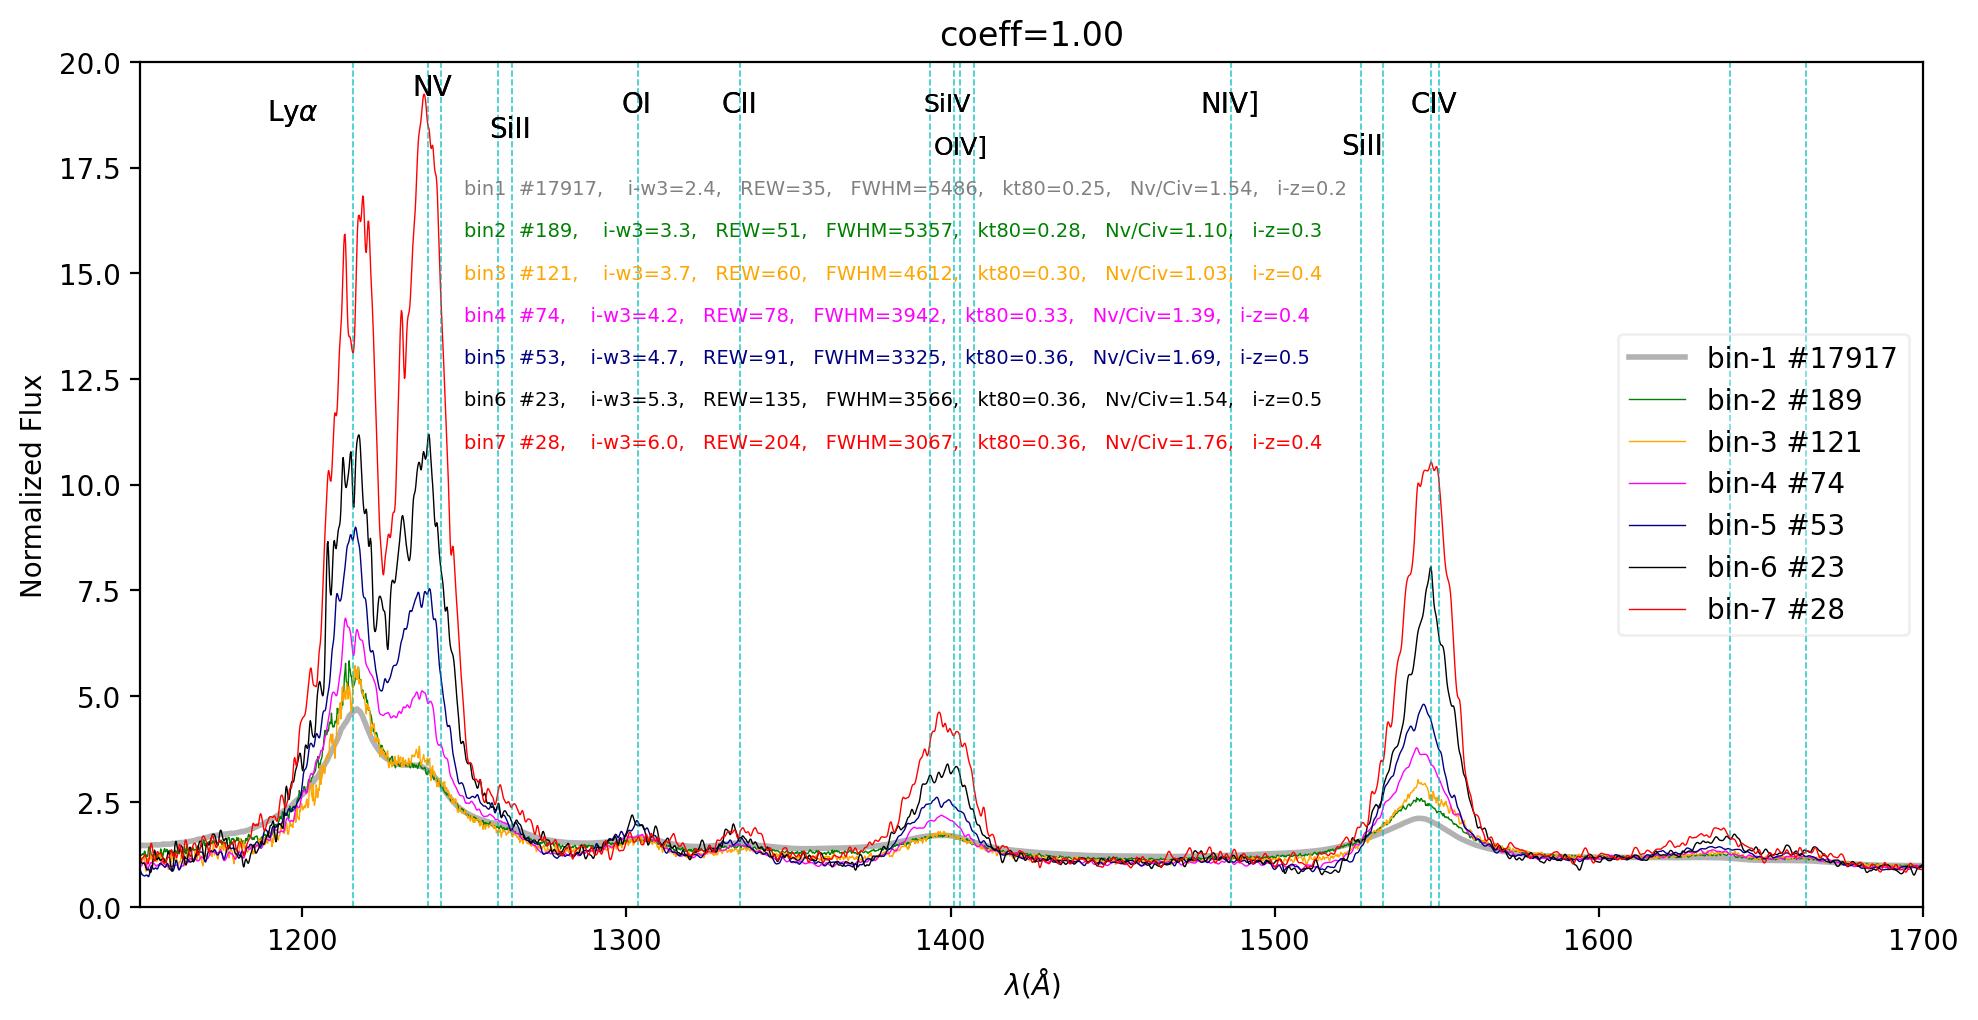 coeff=1.00
20.0
17.5
15.0
12.5
10.0
7.5
5.0
2.5
0.0
Normalized Flux
Lyα
NV
SiII
OI
CII
SiIV
OIV]
NIV]
SiII
CIV
bin1 #17917, i-w3=2.4, REW=35, FWHM=5486, kt80=0.25, Nv/Civ=1.54, i-z=0.2
bin2 #189, i-w3=3.3, REW=51, FWHM=5357, kt80=0.28, Nv/Civ=1.10, i-z=0.3
bin3 #121, i-w3=3.7, REW=60, FWHM=4612, kt80=0.30, Nv/Civ=1.03, i-z=0.4
bin4 #74, i-w3=4.2, REW=78, FWHM=3942, kt80=0.33, Nv/Civ=1.39, i-z=0.4
bin5 #53, i-w3=4.7, REW=91, FWHM=3325, kt80=0.36, Nv/Civ=1.69, i-z=0.5
bin6 #23, i-w3=5.3, REW=135, FWHM=3566, kt80=0.36, Nv/Civ=1.54, i-z=0.5
bin7 #28, i-w3=6.0, REW=204, FWHM=3067, kt80=0.36, Nv/Civ=1.76, i-z=0.4
bin-1 #17917
bin-2 #189
bin-3 #121
bin-4 #74
bin-5 #53
bin-6 #23
bin-7 #28
1200
1300
1400
1500
1600
1700
λ(Å)